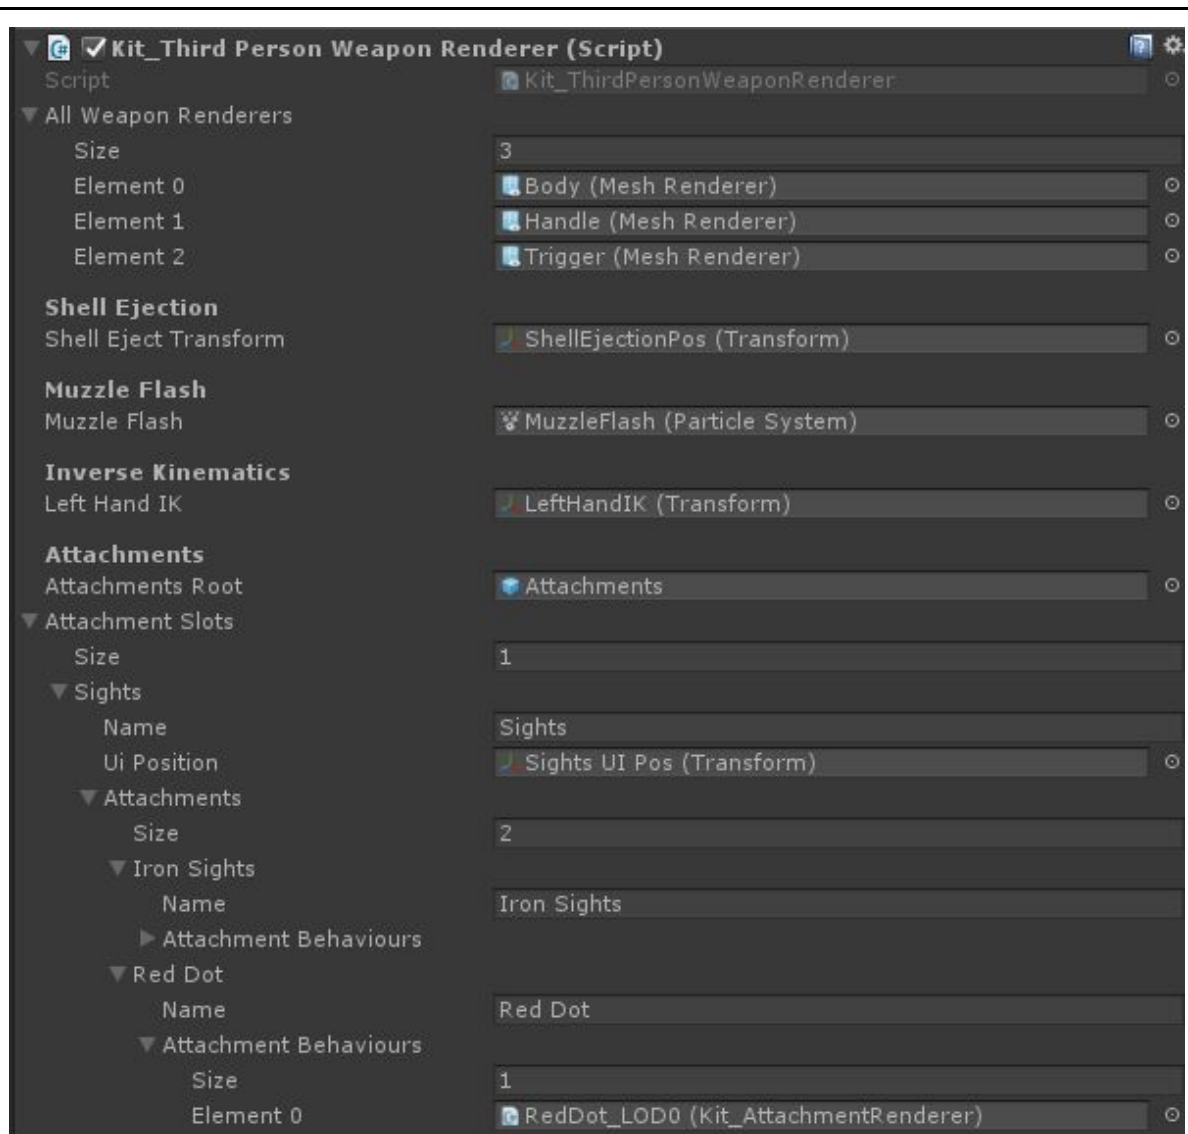 Kit_Third Person Weapon Renderer (Script)
Script Kit_ThirdPersonWeaponRenderer
All Weapon Renderers
Size 3
Element 0 Body (Mesh Renderer)
Element 1 Handle (Mesh Renderer)
Element 2 Trigger (Mesh Renderer)
Shell Ejection
Shell Eject Transform ShellEjectionPos (Transform)
Muzzle Flash
Muzzle Flash MuzzleFlash (Particle System)
Inverse Kinematics
Left Hand IK LeftHandIK (Transform)
Attachments
Attachments Root Attachments
Attachment Slots
Size 1
Sights
Name Sights
Ui Position Sights UI Pos (Transform)
Attachments
Size 2
Iron Sights
Name Iron Sights
Attachment Behaviours
Red Dot
Name Red Dot
Attachment Behaviours
Size 1
Element 0 RedDot_LOD0 (Kit_AttachmentRenderer)